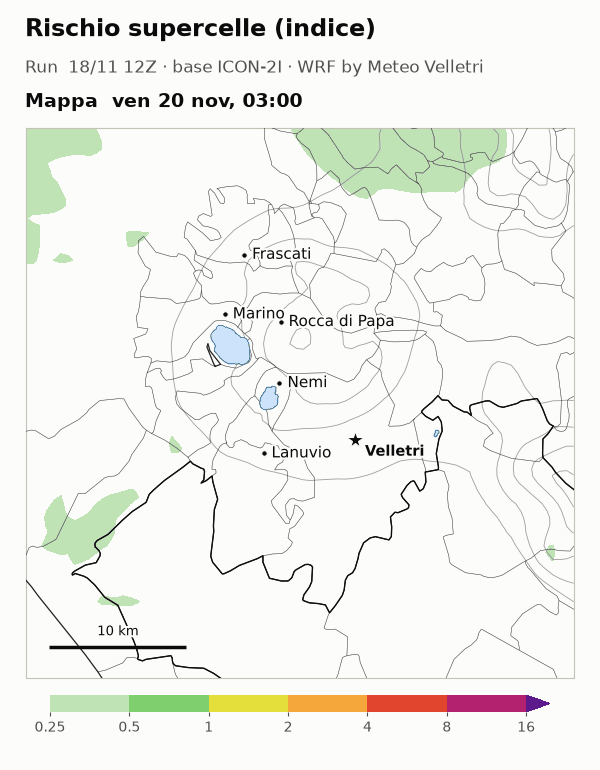 Rischio supercelle (indice)
Run  18/11 12Z · base ICON-2I · WRF by Meteo Velletri
Mappa  ven 20 nov, 03:00
Frascati
Marino
Rocca di Papa
Nemi
Velletri
Lanuvio
10 km
0.25 0.5 1 2 4 8 16